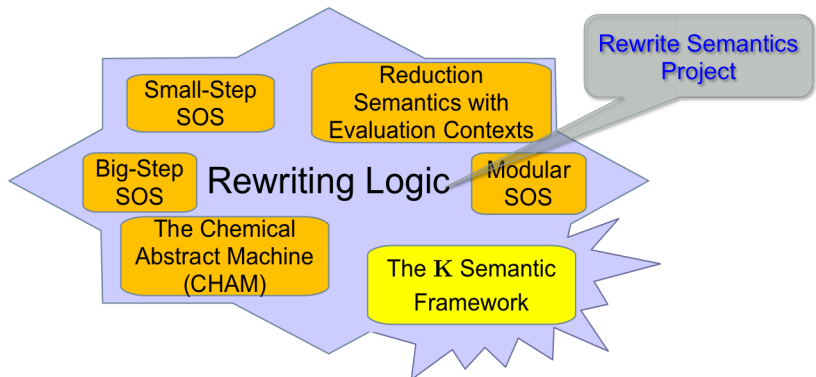 Rewrite Semantics
Project
Small-Step
SOS
Reduction
Semantics with
Evaluation Contexts
Big-Step
SOS
Rewriting Logic
Modular
SOS
The Chemical
Abstract Machine
(CHAM)
The K Semantic
Framework